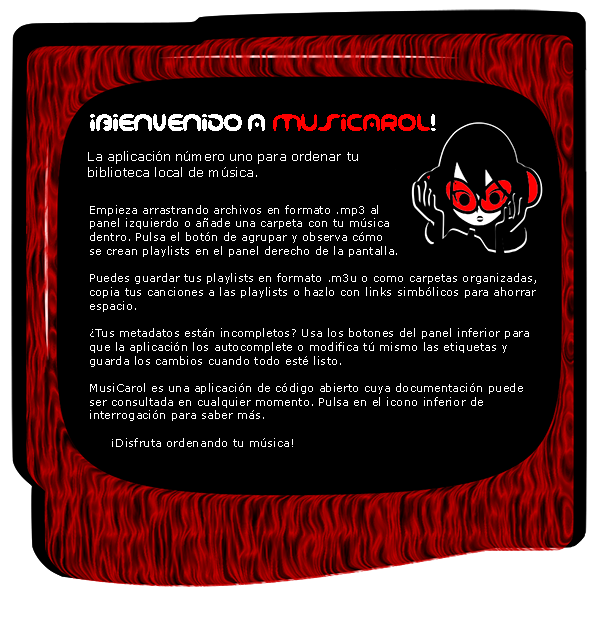 ¡BIENVENIDO A MUSICAROL!
La aplicación número uno para ordenar tu
biblioteca local de música.
Empieza arrastrando archivos en formato .mp3 al
panel izquierdo o añade una carpeta con tu música
dentro. Pulsa el botón de agrupar y observa cómo
se crean playlists en el panel derecho de la pantalla.
Puedes guardar tus playlists en formato .m3u o como carpetas organizadas,
copia tus canciones a las playlists o hazlo con links simbólicos para ahorrar
espacio.
¿Tus metadatos están incompletos? Usa los botones del panel inferior para
que la aplicación los autocomplete o modifica tú mismo las etiquetas y
guarda los cambios cuando todo esté listo.
MusiCarol es una aplicación de código abierto cuya documentación puede
ser consultada en cualquier momento. Pulsa en el icono inferior de
interrogación para saber más.
¡Disfruta ordenando tu música!